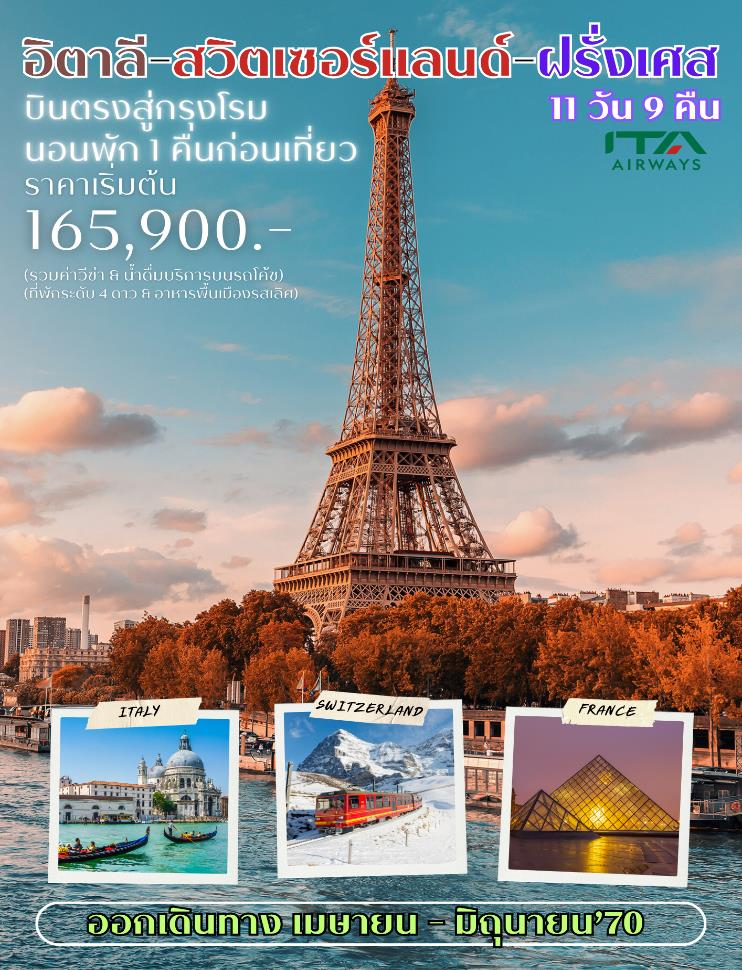 อิตาลี-สวิตเซอร์แลนด์-ฝรั่งเศส
บินตรงสู่กรุงโรม
11 วัน 9 คืน
นอนพัก 1 คืนก่อนเที่ยว
ITA
AIRWAYS
ราคาเริ่มต้น
165,900.-
(รวมค่าวีซ่า & น้ำดื่มบริการบนรถโค้ช)
(ที่พักระดับ 4 ดาว & อาหารพื้นเมืองรสเลิศ)
ITALY
SWITZERLAND
FRANCE
ออกเดินทาง เมษายน - มิถุนายน'70